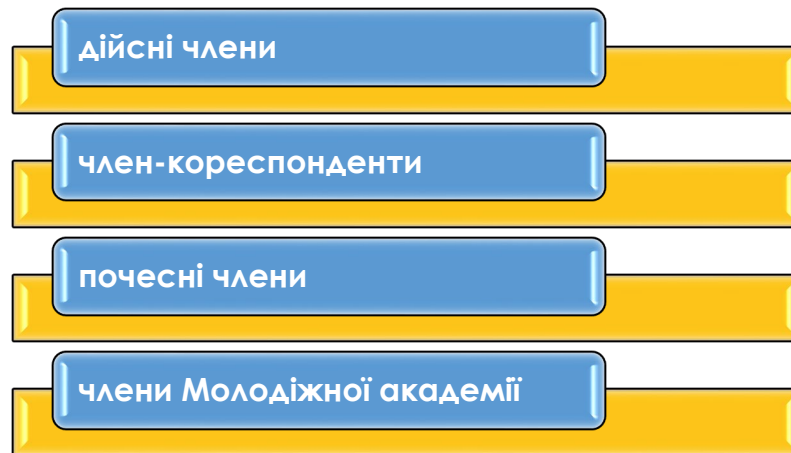 дійсні члени
член-кореспонденти
почесні члени
члени Молодіжної академії